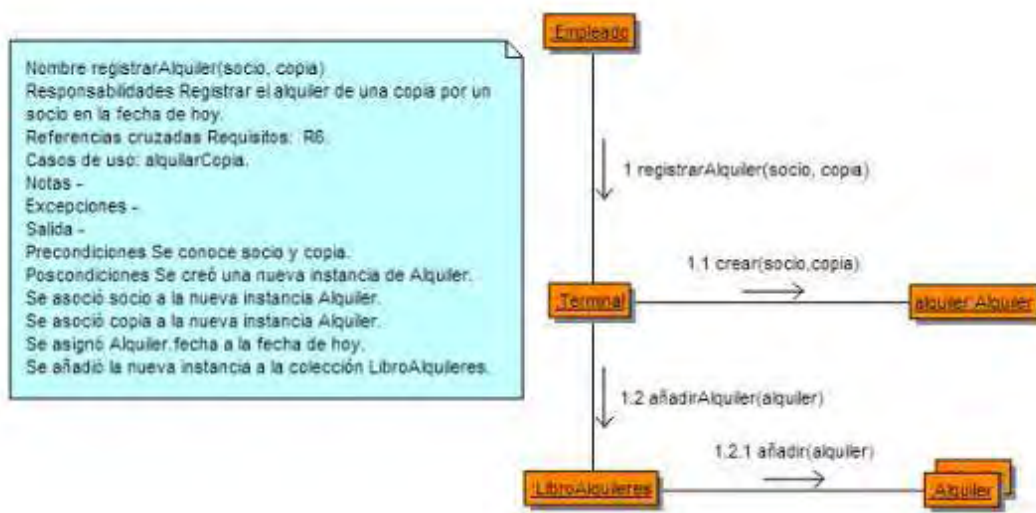 Nombre registrarAlquiler(socio, copia)
Responsabilidades Registrar el alquiler de una copia por un
socio en la fecha de hoy.
Referencias cruzadas Requisitos: R6.
Casos de uso: alquilarCopia.
Notas -
Excepciones -
Salida -
Precondiciones Se conoce socio y copia.
Poscondiciones Se creó una nueva instancia de Alquiler.
Se asoció socio a la nueva instancia Alquiler.
Se asoció copia a la nueva instancia Alquiler.
Se asignó Alquiler.fecha a la fecha de hoy.
Se añadió la nueva instancia a la colección LibroAlquileres.
:Empleado
1 registrarAlquiler(socio, copia)
1.1 crear(socio,copia)
:Terminal
alquiler:Alquiler
1.2 añadirAlquiler(alquiler)
1.2.1 añadir(alquiler)
:LibroAlquileres
:Alquiler